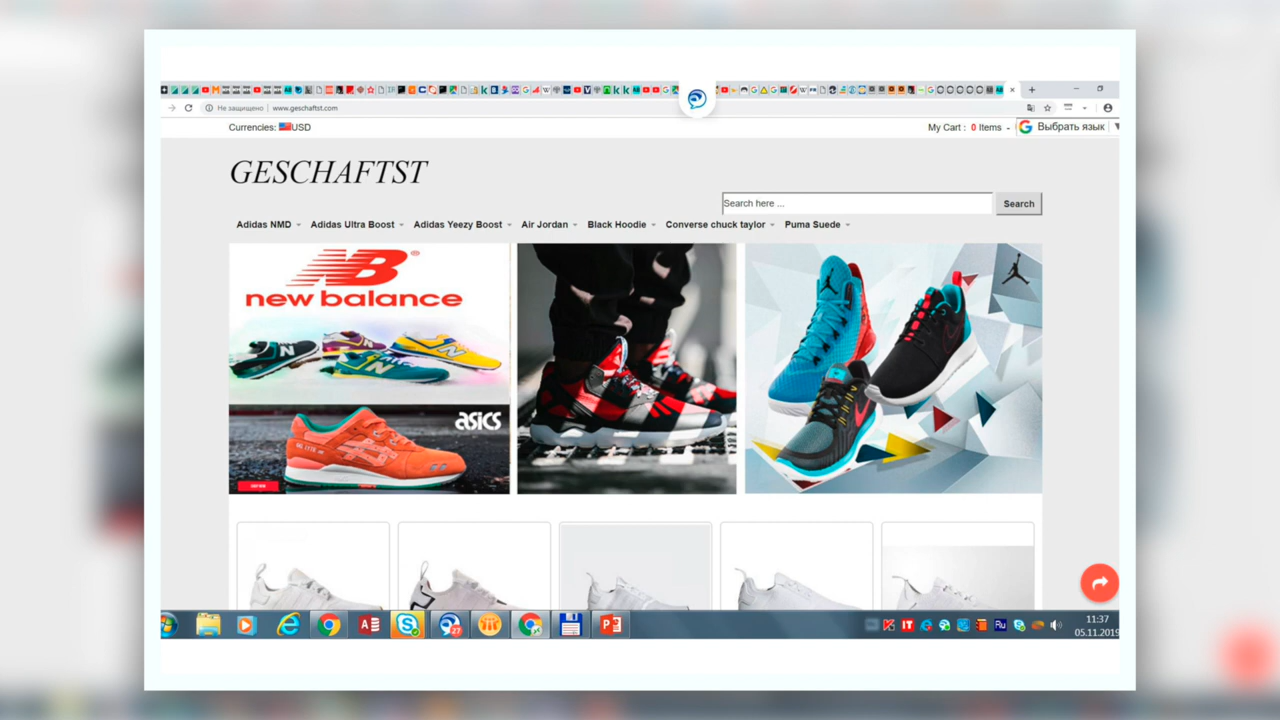 Не защищено | www.geschaftst.com
Currencies: USD
My Cart : 0 Items -
Выбрать язык
GESCHAFTST
Search here ...
Search
Adidas NMD
Adidas Ultra Boost
Adidas Yeezy Boost
Air Jordan
Black Hoodie
Converse chuck taylor
Puma Suede
NB
new balance
asics
27
11:37
05.11.2019